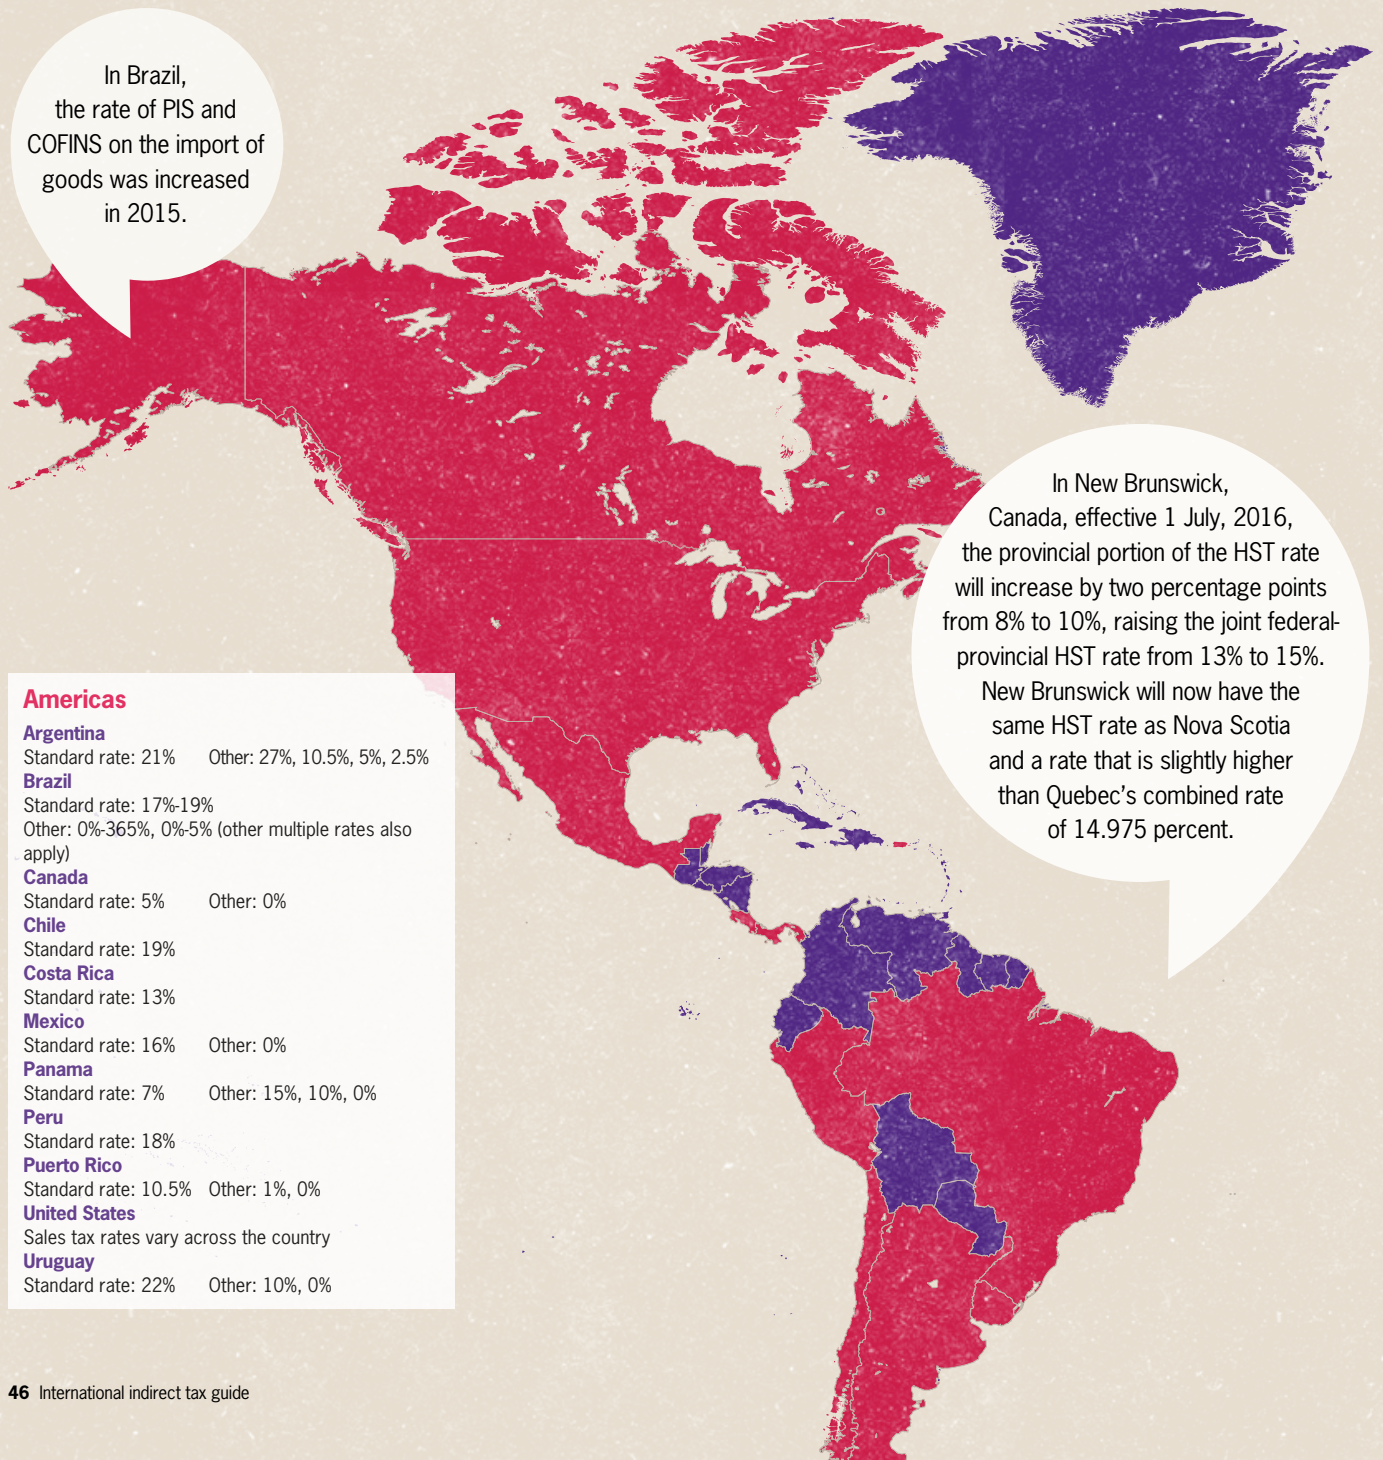 In Brazil,
the rate of PIS and
COFINS on the import of
goods was increased
in 2015.
In New Brunswick,
Canada, effective 1 July, 2016,
the provincial portion of the HST rate
will increase by two percentage points
from 8% to 10%, raising the joint federal-
provincial HST rate from 13% to 15%.
New Brunswick will now have the
same HST rate as Nova Scotia
and a rate that is slightly higher
than Quebec’s combined rate
of 14.975 percent.
Americas
Argentina
Standard rate: 21% Other: 27%, 10.5%, 5%, 2.5%
Brazil
Standard rate: 17%-19%
Other: 0%-365%, 0%-5% (other multiple rates also
apply)
Canada
Standard rate: 5% Other: 0%
Chile
Standard rate: 19%
Costa Rica
Standard rate: 13%
Mexico
Standard rate: 16% Other: 0%
Panama
Standard rate: 7% Other: 15%, 10%, 0%
Peru
Standard rate: 18%
Puerto Rico
Standard rate: 10.5% Other: 1%, 0%
United States
Sales tax rates vary across the country
Uruguay
Standard rate: 22% Other: 10%, 0%
46 International indirect tax guide